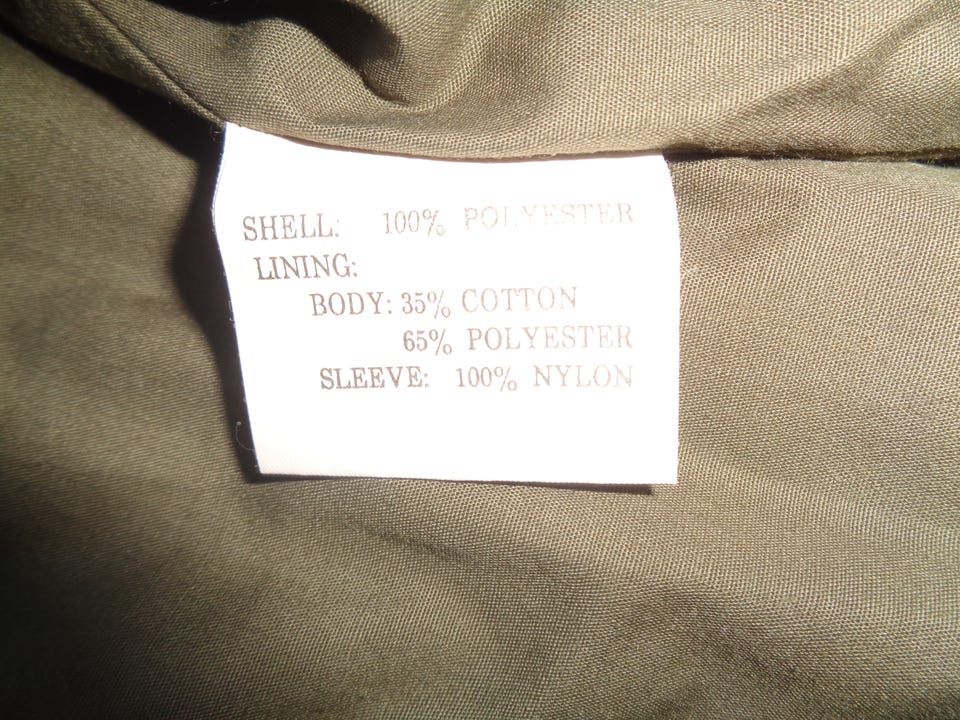 SHELL: 100% POLYESTER
LINING:
BODY: 35% COTTON
65% POLYESTER
SLEEVE: 100% NYLON